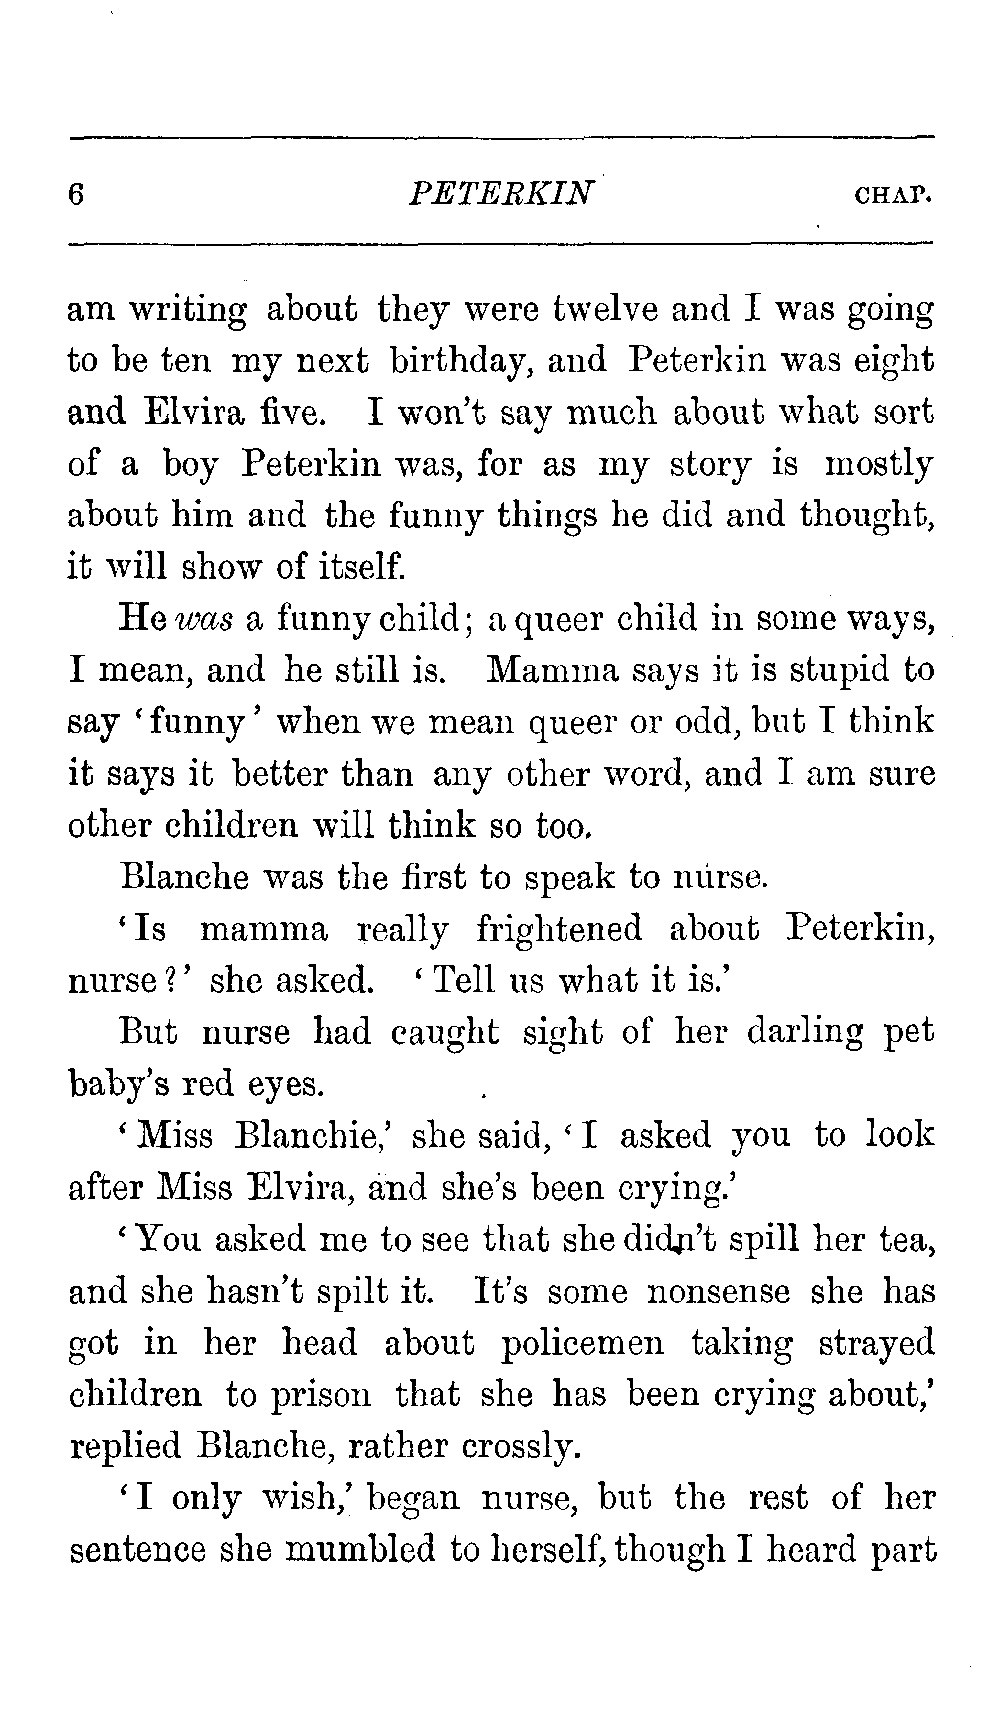 6 PETERKIN CHAP.
am writing about they were twelve and I was going
to be ten my next birthday, and Peterkin was eight
and Elvira five. I won't say much about what sort
of a boy Peterkin was, for as my story is mostly
about him and the funny things he did and thought,
it will show of itself.
He was a funny child; a queer child in some ways,
I mean, and he still is. Mamma says it is stupid to
say ‘funny’ when we mean queer or odd, but I think
it says it better than any other word, and I am sure
other children will think so too.
Blanche was the first to speak to nurse.
‘Is mamma really frightened about Peterkin,
nurse?’ she asked. ‘Tell us what it is.’
But nurse had caught sight of her darling pet
baby's red eyes.
‘Miss Blanchie,’ she said, ‘I asked you to look
after Miss Elvira, and she's been crying.’
‘You asked me to see that she didn't spill her tea,
and she hasn't spilt it. It's some nonsense she has
got in her head about policemen taking strayed
children to prison that she has been crying about,’
replied Blanche, rather crossly.
‘I only wish,’ began nurse, but the rest of her
sentence she mumbled to herself, though I heard part